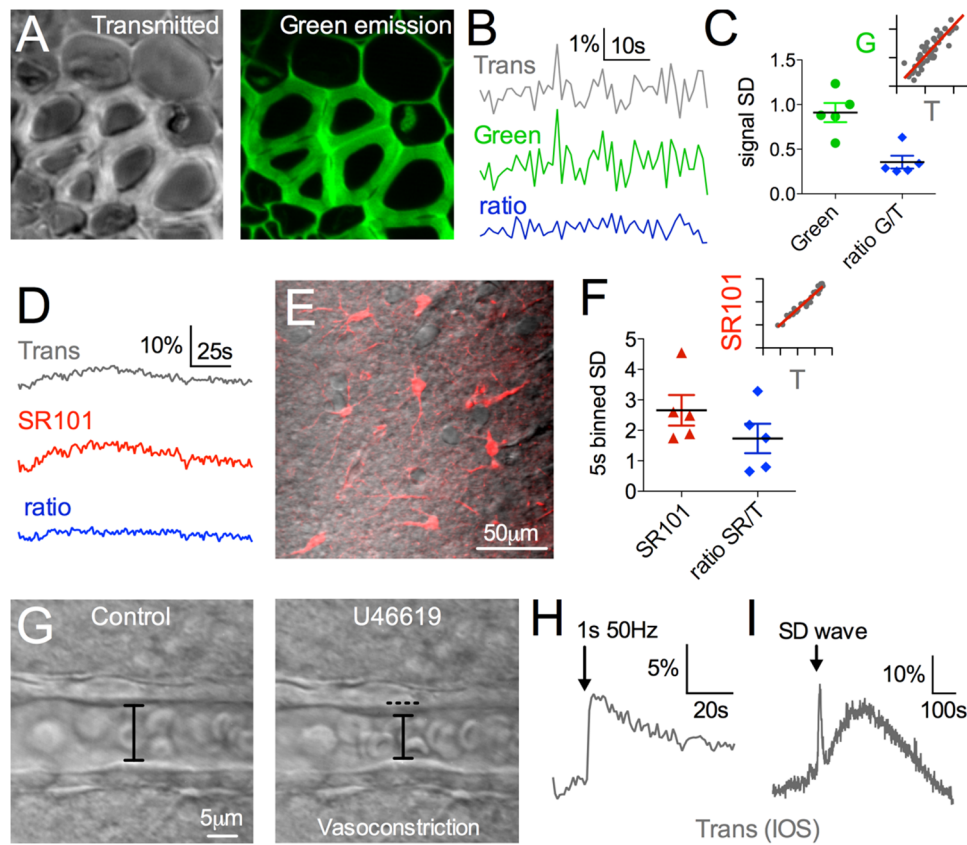 A
Transmitted
Green emission
B
1%
10s
Trans
Green
ratio
C
G
T
signal SD
1.5
1.0
0.5
0.0
Green
ratio G/T
D
10%
25s
Trans
SR101
ratio
E
50μm
F
SR101
T
5s binned SD
5
4
3
2
1
0
SR101
ratio SR/T
G
Control
5μm
U46619
Vasoconstriction
H
1s 50Hz
5%
20s
I
SD wave
10%
100s
Trans (IOS)